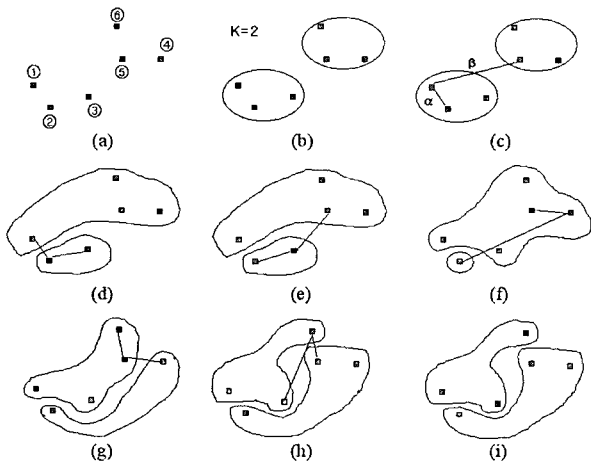 ⑥
K=2
④
⑤
β
①
③
α
②
(a)
(b)
(c)
(d)
(e)
(f)
(g)
(h)
(i)